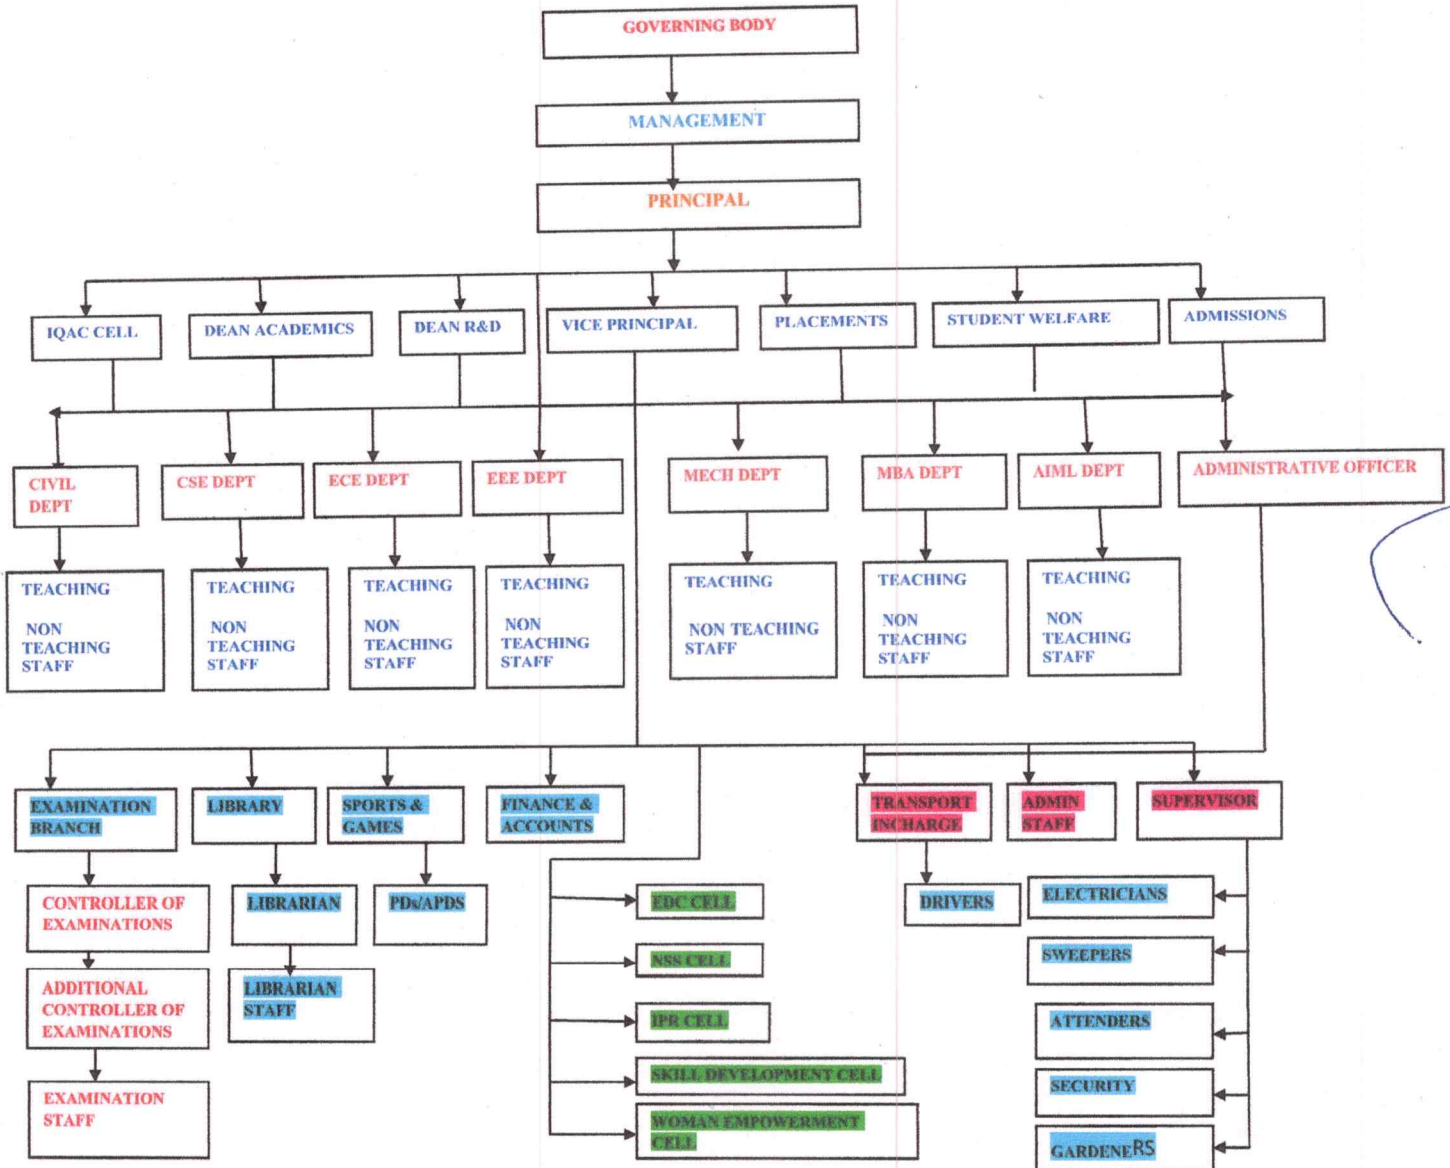 GOVERNING BODY
MANAGEMENT
PRINCIPAL
IQAC CELL
DEAN ACADEMICS
DEAN R&D
VICE PRINCIPAL
PLACEMENTS
STUDENT WELFARE
ADMISSIONS
CIVIL
DEPT
CSE DEPT
ECE DEPT
EEE DEPT
MECH DEPT
MBA DEPT
AIML DEPT
ADMINISTRATIVE OFFICER
TEACHING
NON
TEACHING
STAFF
TEACHING
NON
TEACHING
STAFF
TEACHING
NON
TEACHING
STAFF
TEACHING
NON
TEACHING
STAFF
TEACHING
NON TEACHING
STAFF
TEACHING
NON
TEACHING
STAFF
TEACHING
NON
TEACHING
STAFF
EXAMINATION
BRANCH
LIBRARY
SPORTS &
GAMES
FINANCE &
ACCOUNTS
TRANSPORT
INCHARGE
ADMIN
STAFF
SUPERVISOR
CONTROLLER OF
EXAMINATIONS
LIBRARIAN
PDs/APDS
EDC CELL
DRIVERS
ELECTRICIANS
NSS CELL
SWEEPERS
ADDITIONAL
CONTROLLER OF
EXAMINATIONS
LIBRARIAN
STAFF
IPR CELL
ATTENDERS
SKILL DEVELOPMENT CELL
SECURITY
EXAMINATION
STAFF
WOMAN EMPOWERMENT
CELL
GARDENERS